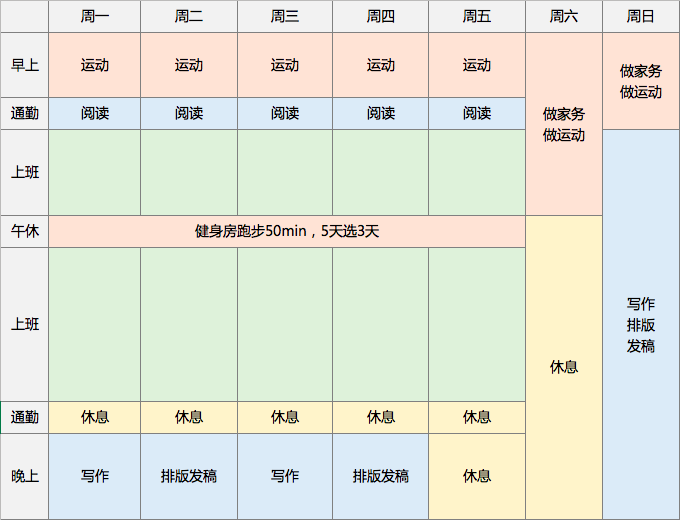 周一 周二 周三 周四 周五 周六 周日
早上 运动 运动 运动 运动 运动
做家务
做运动
通勤 阅读 阅读 阅读 阅读 阅读
做家务
做运动
上班
午休 健身房跑步50min，5天选3天
上班
写作
排版
发稿
休息
通勤 休息 休息 休息 休息 休息
晚上 写作 排版发稿 写作 排版发稿 休息